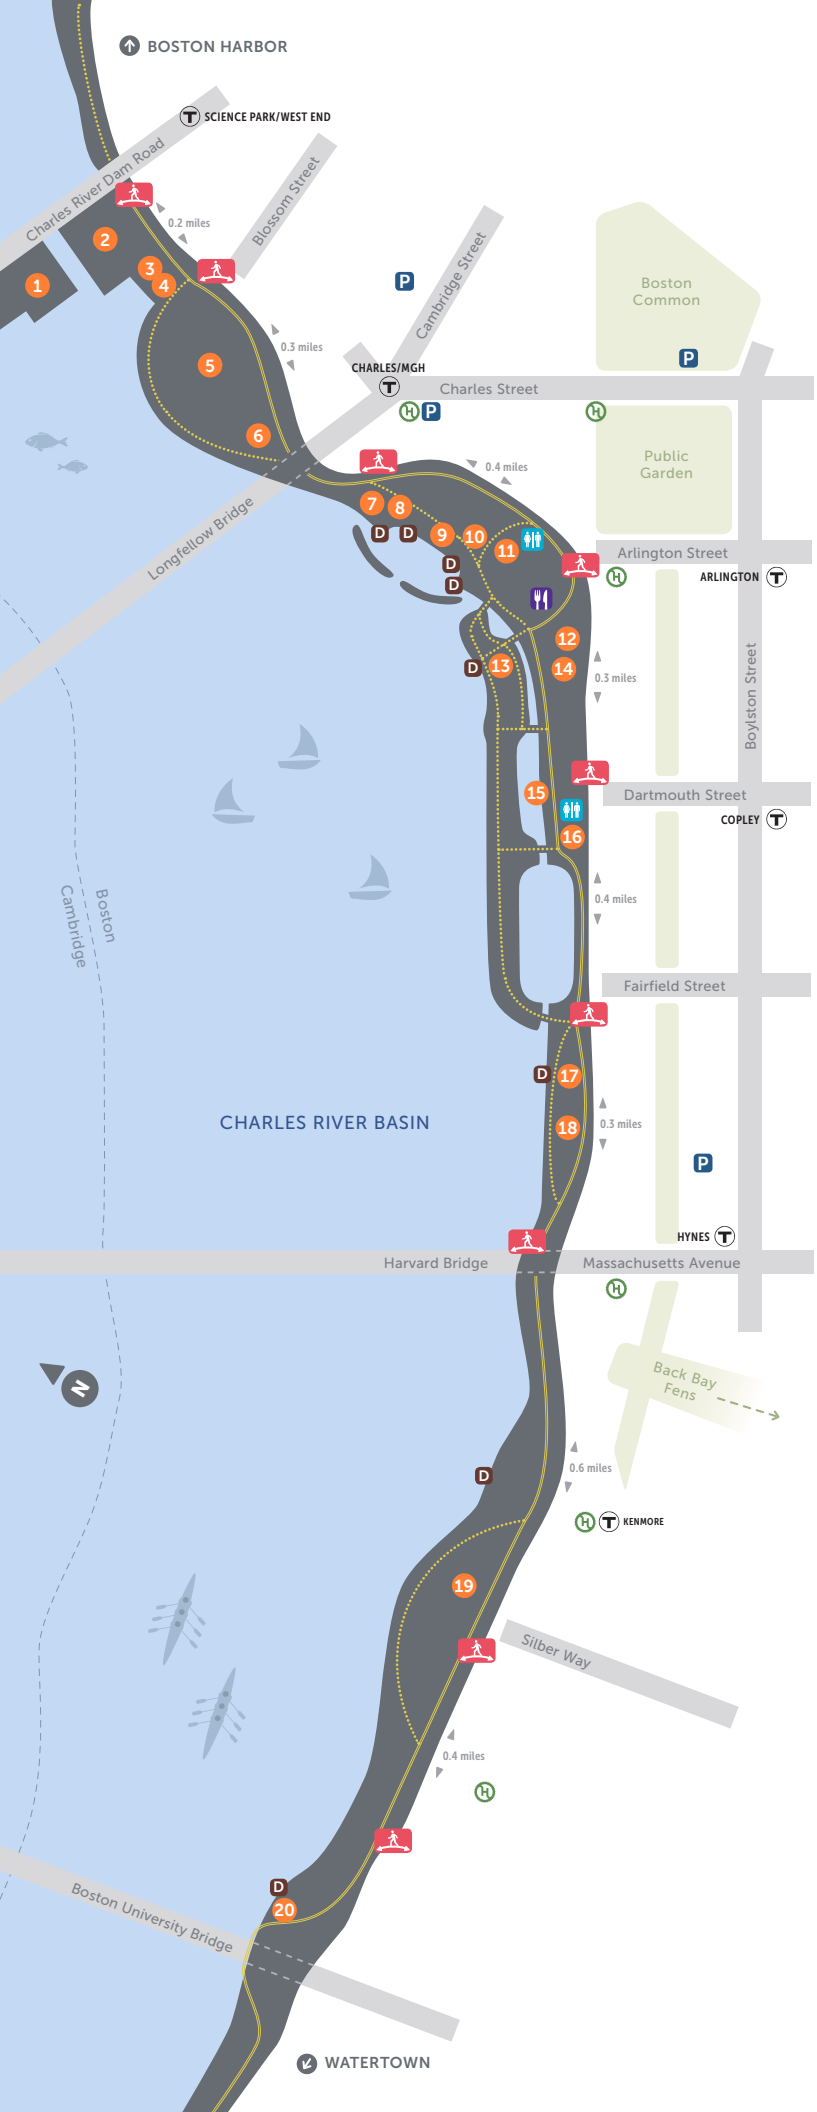 BOSTON HARBOR
T SCIENCE PARK/WEST END
Charles River Dam Road
Blossom Street
0.2 miles
2
3
4
1
Cambridge Street
P
Boston
Common
0.3 miles
P
CHARLES/MGH
T
Charles Street
5
H P
H
6
Public
Garden
0.4 miles
Longfellow Bridge
7
8
D
D
9
10
11
Arlington Street
D
D
H
ARLINGTON T
12
13
14
D
0.3 miles
Boylston Street
15
Dartmouth Street
16
COPLEY T
Boston
Cambridge
0.4 miles
Fairfield Street
D
17
CHARLES RIVER BASIN
18
0.3 miles
P
HYNES T
Harvard Bridge
Massachusetts Avenue
H
N
Back Bay
Fens
D
0.6 miles
H T KENMORE
19
Silber Way
0.4 miles
H
D
20
Boston University Bridge
WATERTOWN